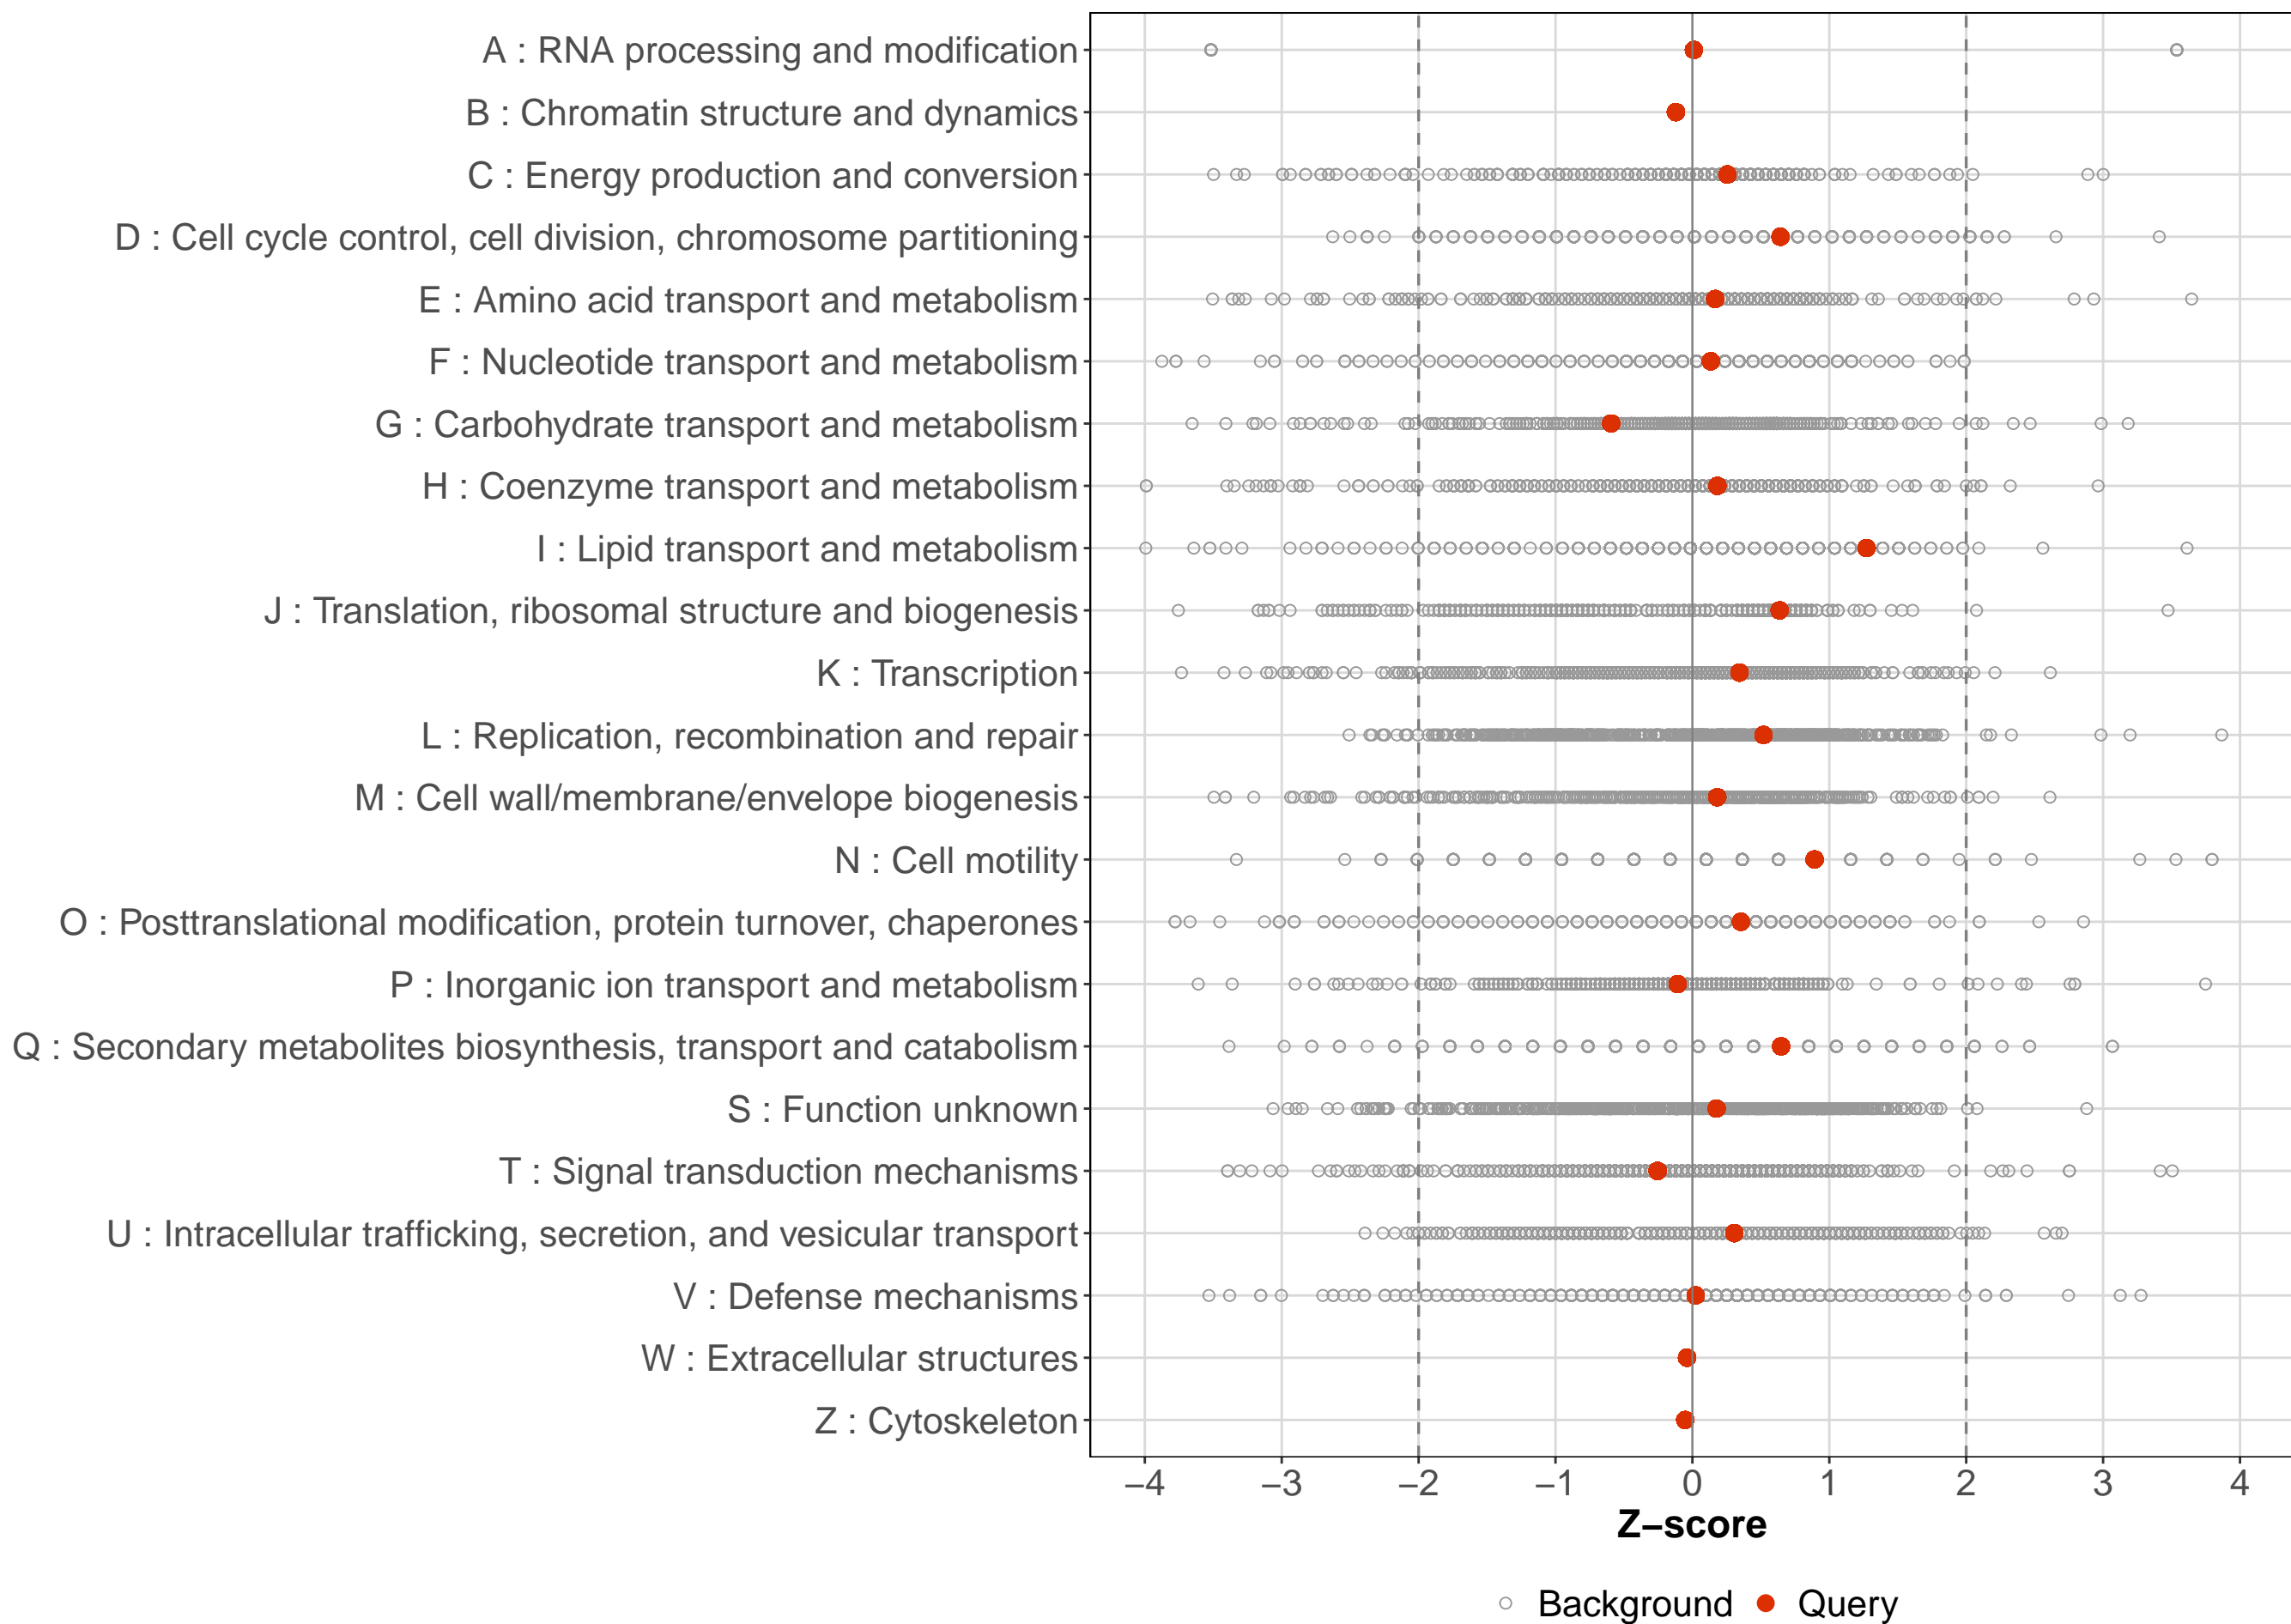 A : RNA processing and modification
B : Chromatin structure and dynamics
C : Energy production and conversion
D : Cell cycle control, cell division, chromosome partitioning
E : Amino acid transport and metabolism
F : Nucleotide transport and metabolism
G : Carbohydrate transport and metabolism
H : Coenzyme transport and metabolism
I : Lipid transport and metabolism
J : Translation, ribosomal structure and biogenesis
K : Transcription
L : Replication, recombination and repair
M : Cell wall/membrane/envelope biogenesis
N : Cell motility
O : Posttranslational modification, protein turnover, chaperones
P : Inorganic ion transport and metabolism
Q : Secondary metabolites biosynthesis, transport and catabolism
S : Function unknown
T : Signal transduction mechanisms
U : Intracellular trafficking, secretion, and vesicular transport
V : Defense mechanisms
W : Extracellular structures
Z : Cytoskeleton
−4 −3 −2 −1 0 1 2 3 4
Z−score
Background Query